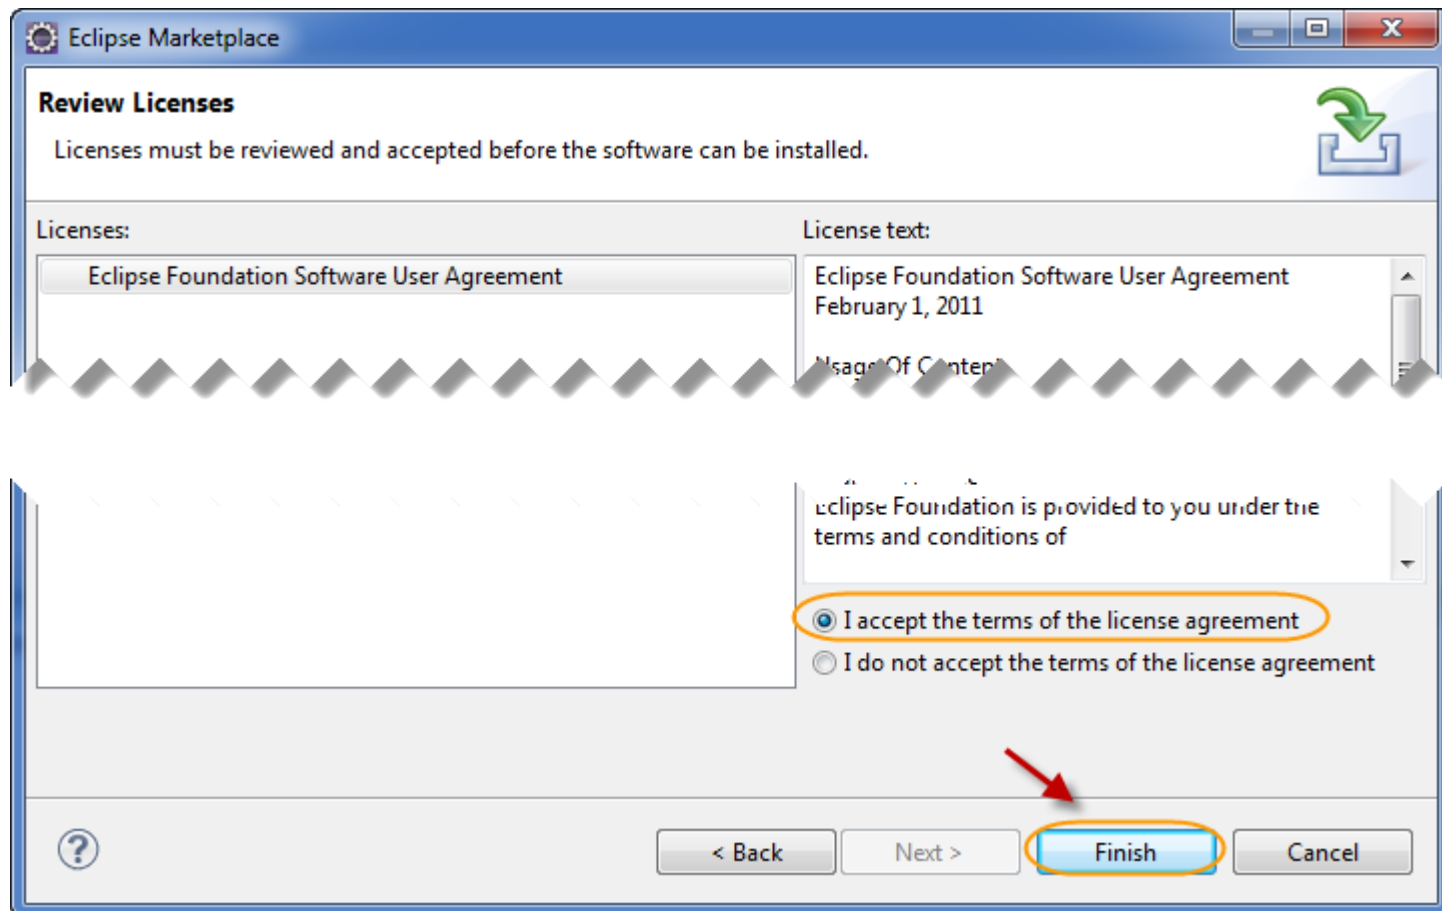 Eclipse Marketplace
Review Licenses
Licenses must be reviewed and accepted before the software can be installed.
Licenses:
License text:
Eclipse Foundation Software User Agreement
Eclipse Foundation Software User Agreement
February 1, 2011
Usage Of Content
Eclipse Foundation is provided to you under the
terms and conditions of
I accept the terms of the license agreement
I do not accept the terms of the license agreement
?
< Back
Next >
Finish
Cancel